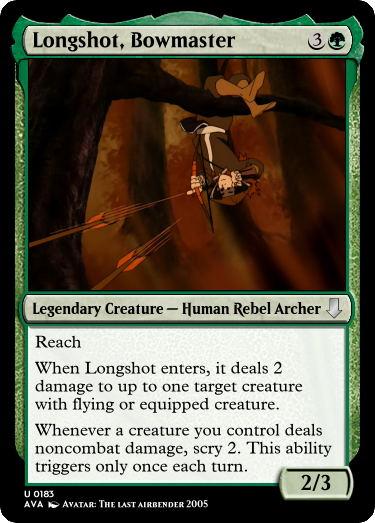 Longshot, Bowmaster 3
Legendary Creature — Human Rebel Archer
Reach
When Longshot enters, it deals 2
damage to up to one target creature
with flying or equipped creature.
Whenever a creature you control deals
noncombat damage, scry 2. This ability
triggers only once each turn.
2/3
U 0183
AVA Avatar: The last airbender 2005